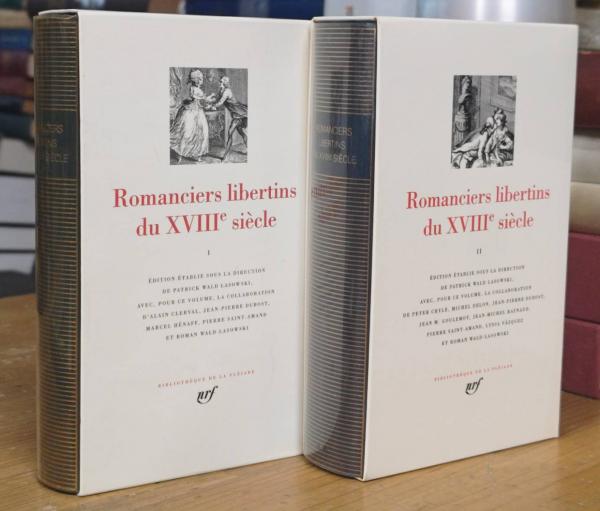 ROMANCIERS
LIBERTINS
SIÈCLE
Romanciers libertins
du XVIIIe siècle
I
ÉDITION ÉTABLIE SOUS LA DIRECTION
DE PATRICK WALD LASOWSKI,
AVEC, POUR CE VOLUME, LA COLLABORATION
D'ALAIN CLERVAL, JEAN-PIERRE DUBOST,
MARCEL HÉNAFF, PIERRE SAINT-AMAND
ET ROMAN WALD-LASOWSKI
BIBLIOTHÈQUE DE LA PLÉIADE
nrf
ROMANCIERS
LIBERTINS
DU XVIIIe SIÈCLE
Romanciers libertins
du XVIIIe siècle
II
ÉDITION ÉTABLIE SOUS LA DIRECTION
DE PATRICK WALD LASOWSKI,
AVEC, POUR CE VOLUME, LA COLLABORATION
DE PETER CRYLE, MICHEL DELON, JEAN-PIERRE DUBOST,
JEAN M. GOULEMOT, JEAN-MICHEL RAYNAUD,
PIERRE SAINT-AMAND, LYDIA VÁZQUEZ
ET ROMAN WALD-LASOWSKI
BIBLIOTHÈQUE DE LA PLÉIADE
nrf